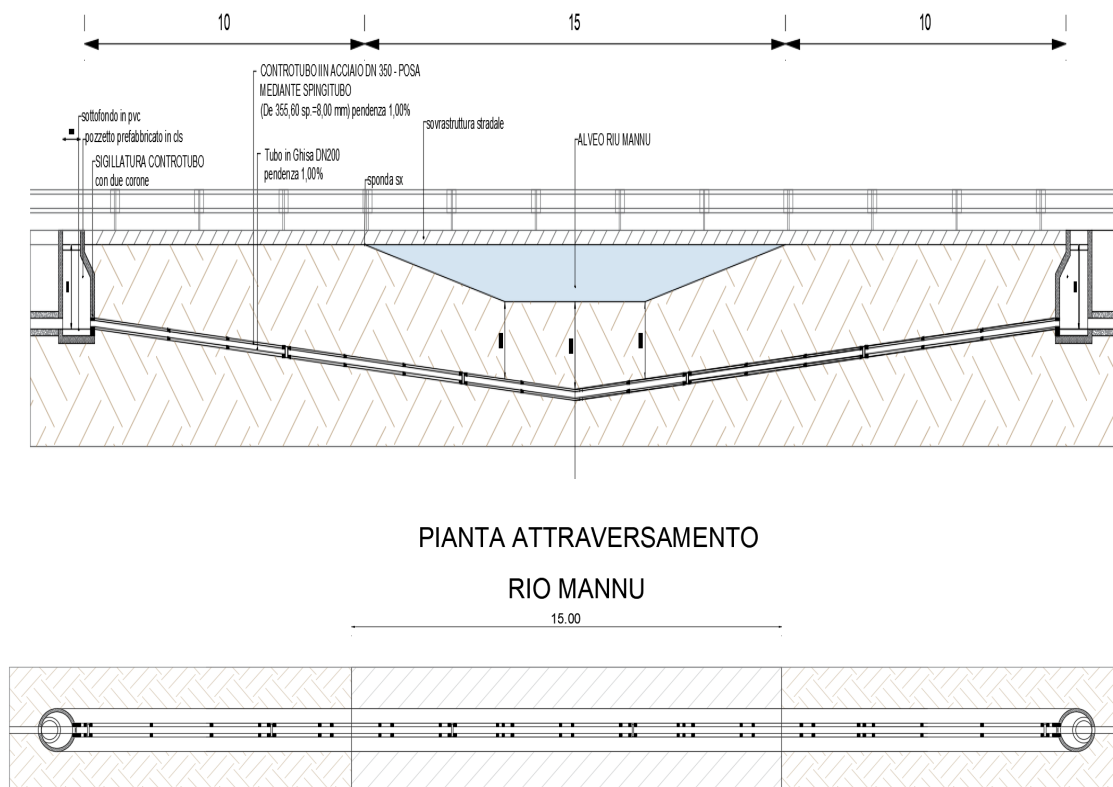 10
15
10
CONTROTUBO IIN ACCIAIO DN 350 - POSA
MEDIANTE SPINGITUBO
(De 355,60 sp.=8,00 mm) pendenza 1,00%
sottofondo in pvc
pozzetto prefabbricato in cls
SIGILLATURA CONTROTUBO
con due corone
Tubo in Ghisa DN200
pendenza 1,00%
sovrastruttura stradale
sponda sx
ALVEO RIU MANNU
PIANTA ATTRAVERSAMENTO
RIO MANNU
15.00